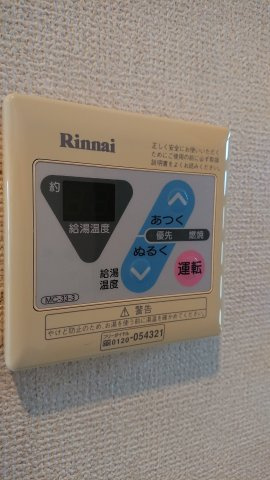 Rinnai
正しく安全にお使いいただく
ためにご使用の前に必ず取扱
説明書をよくお読みください。
約
給湯温度
あつく
優先 燃焼
ぬるく
給湯
温度
運転
MC-33-3
警告
やけど防止のため、お湯を使う前に湯温を確かめてください。
フリーダイヤル
0120-054321